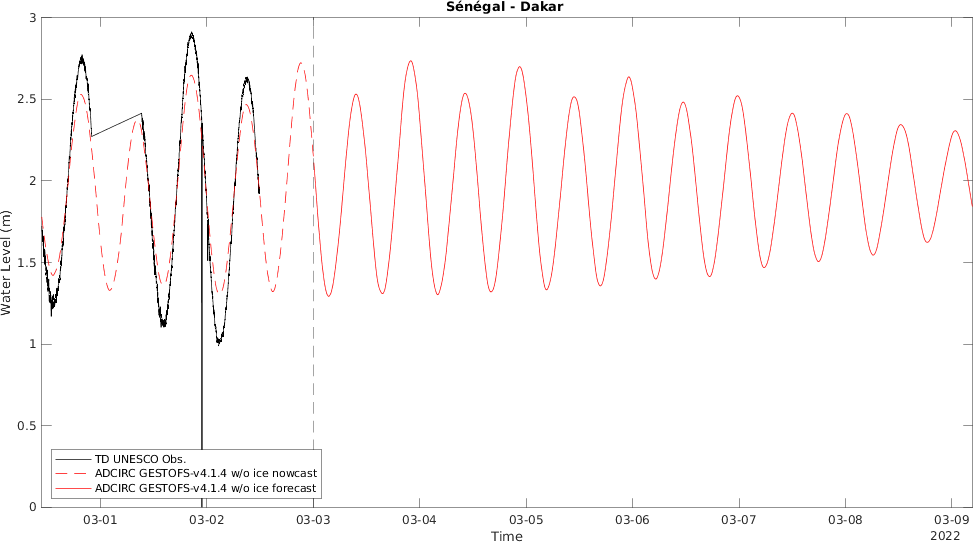 Sénégal - Dakar
3
2.5
2
1.5
1
0.5
0
Water Level (m)
TD UNESCO Obs.
ADCIRC GESTOFS-v4.1.4 w/o ice nowcast
ADCIRC GESTOFS-v4.1.4 w/o ice forecast
03-01 03-02 03-03 03-04 03-05 03-06 03-07 03-08 03-09
Time
2022